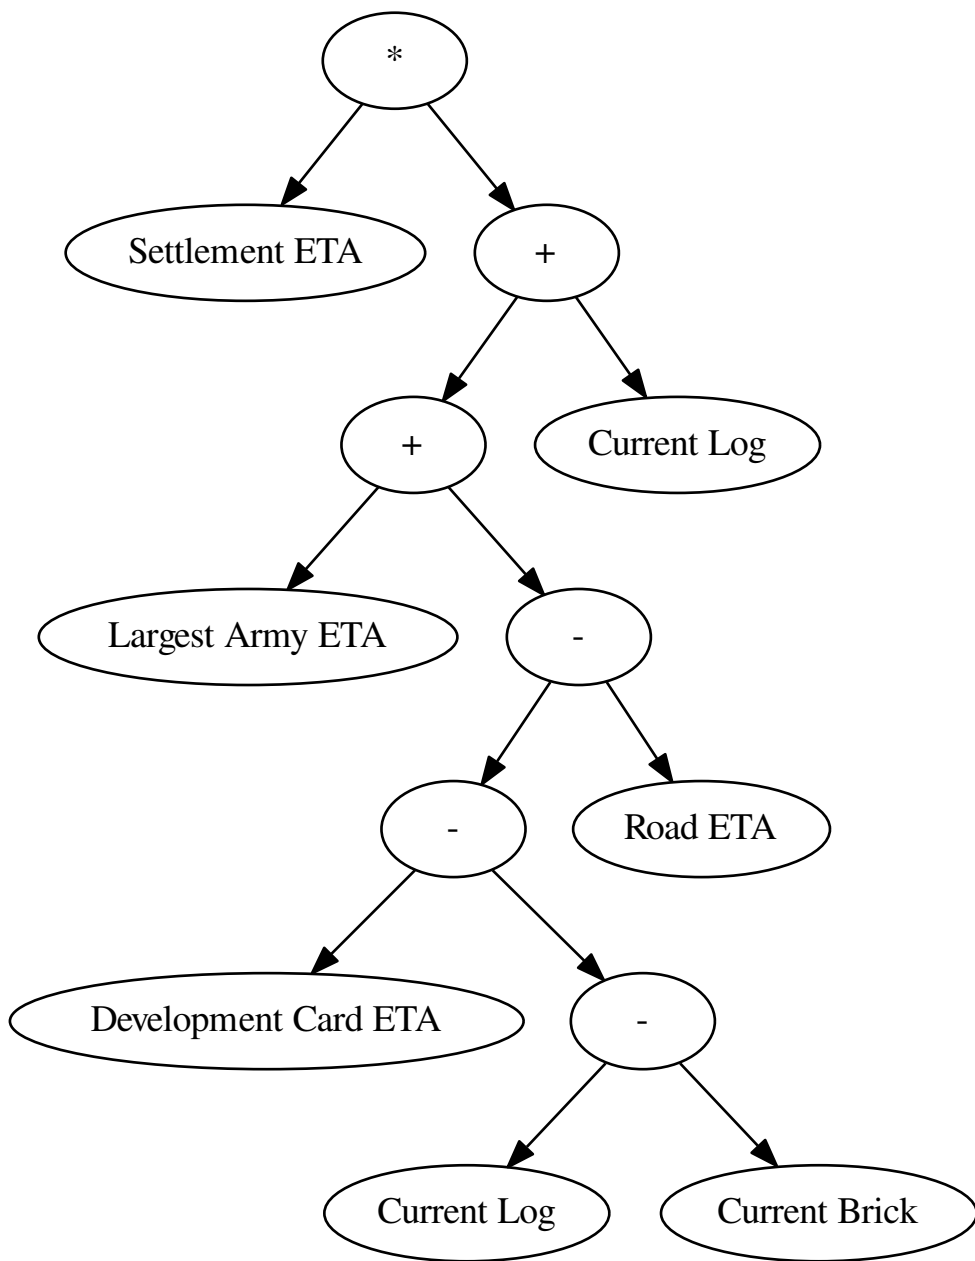 *
Settlement ETA
+
+
Current Log
Largest Army ETA
-
-
Road ETA
Development Card ETA
-
Current Log
Current Brick